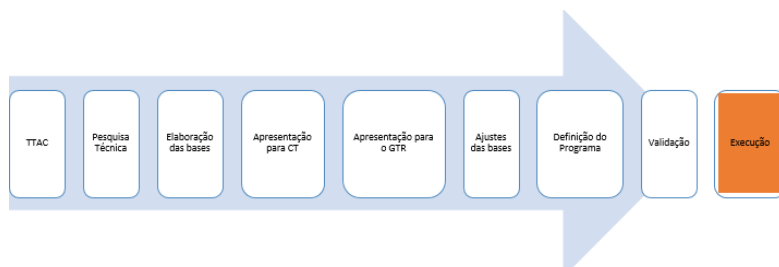 TTAC
Pesquisa
Técnica
Elaboração
das bases
Apresentação
para CT
Apresentação para
o GTR
Ajustes
das bases
Definição do
Programa
Validação
Execução